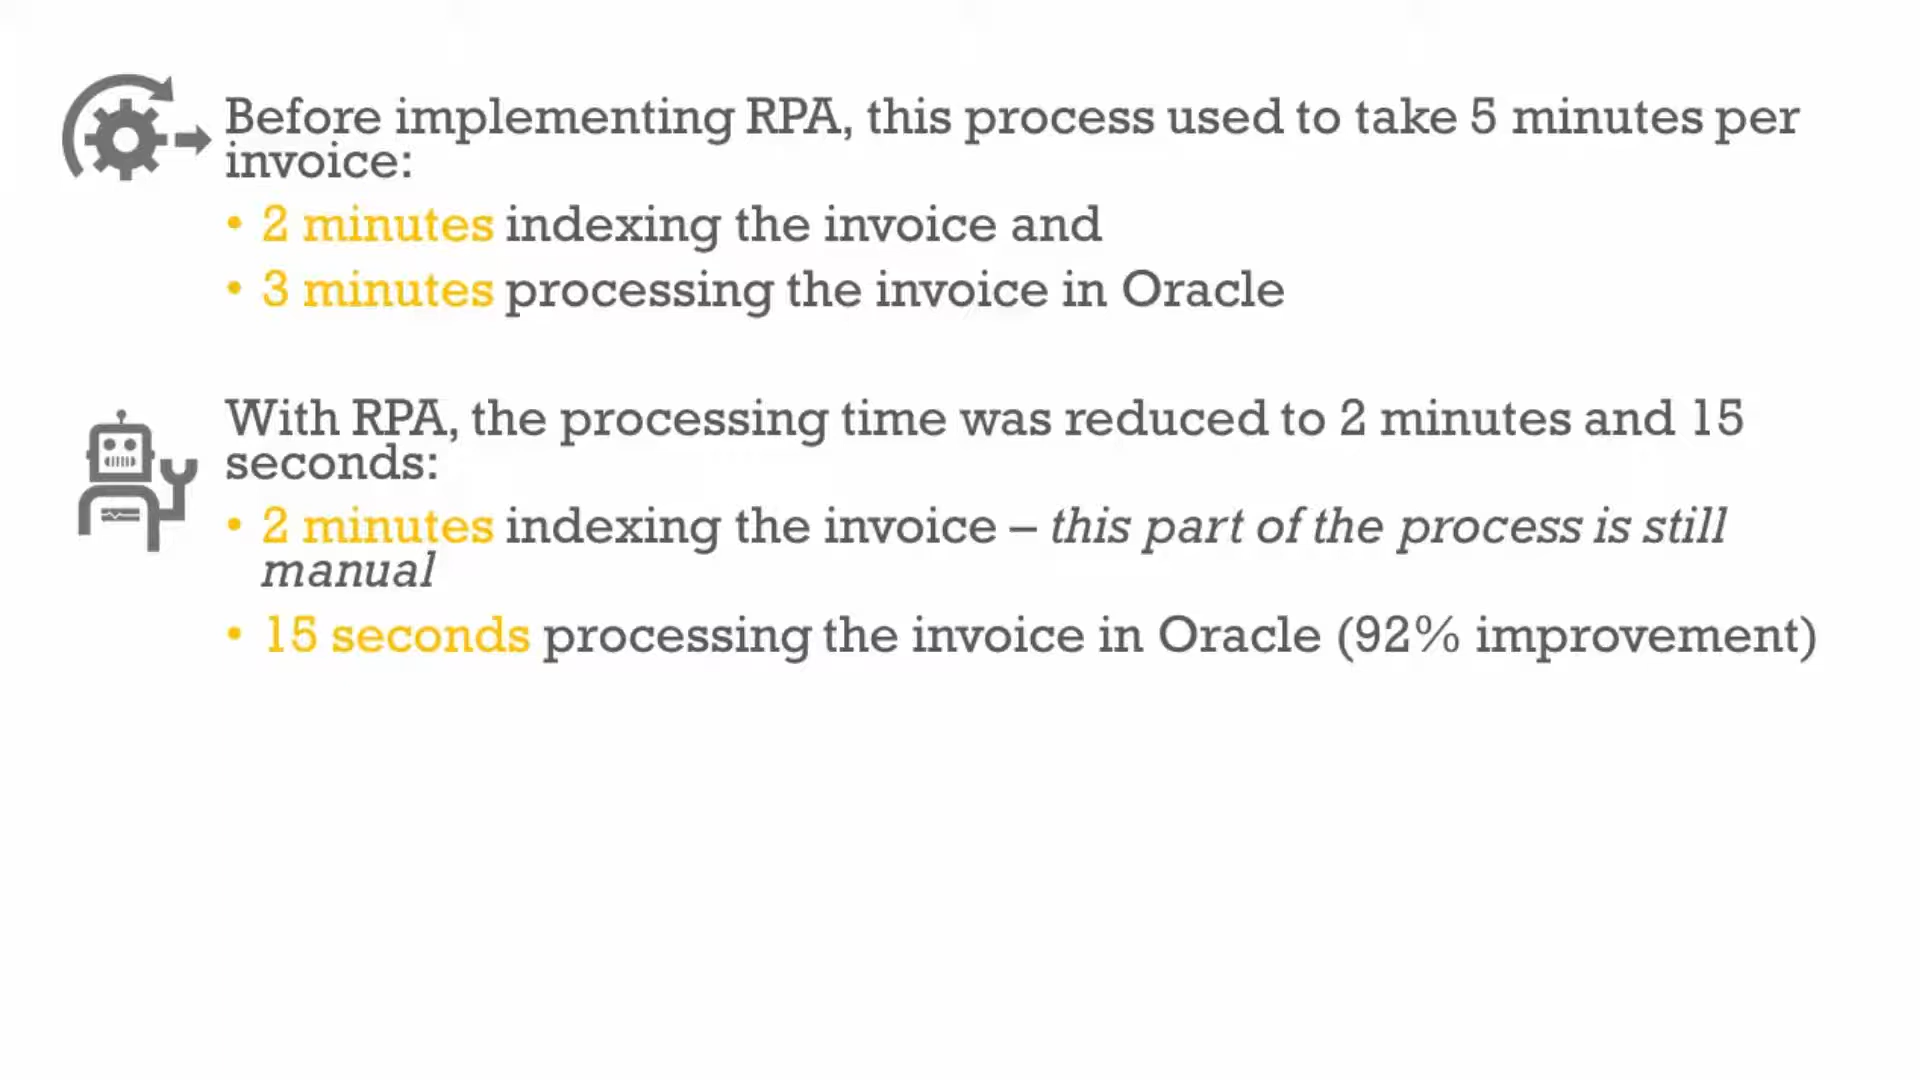 Before implementing RPA, this process used to take 5 minutes per
invoice:
• 2 minutes indexing the invoice and
• 3 minutes processing the invoice in Oracle
With RPA, the processing time was reduced to 2 minutes and 15
seconds:
• 2 minutes indexing the invoice – this part of the process is still
manual
• 15 seconds processing the invoice in Oracle (92% improvement)